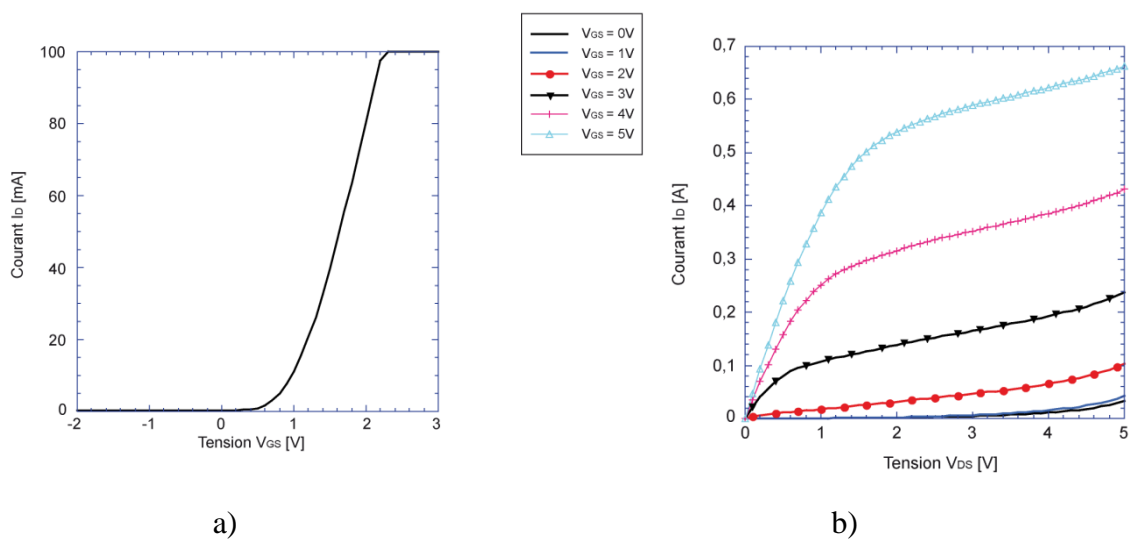 100
80
60
40
20
0
Courant ID [mA]
-2 -1 0 1 2 3
Tension VGS [V]
a)
VGS = 0V
VGS = 1V
VGS = 2V
VGS = 3V
VGS = 4V
VGS = 5V
0,7
0,6
0,5
0,4
0,3
0,2
0,1
0
Courant ID [A]
0 1 2 3 4 5
Tension VDS [V]
b)